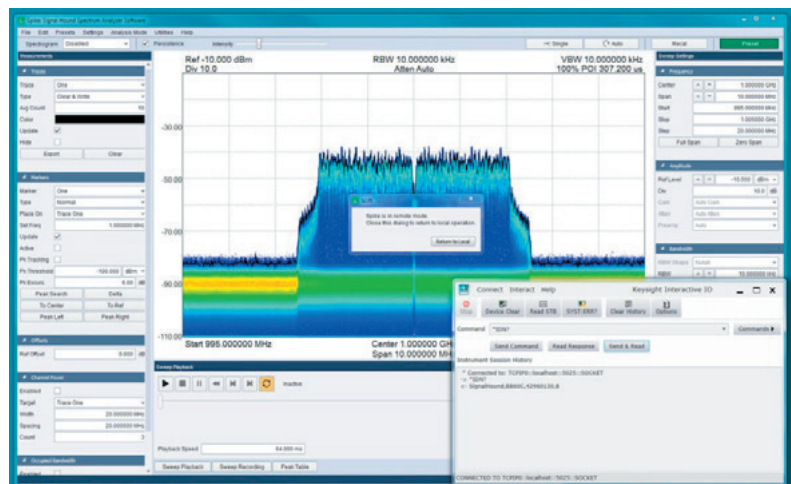 Spike: Signal Hound Spectrum Analyzer Software
File Edit Presets Settings Analysis Mode Utilities Help
Spectrogram Disabled Persistence Intensity Single Auto Recal Preset
Measurements
Traces
Trace One
Type Clear & Write
Avg Count 10
Color
Update
Hide
Export Clear
Markers
Marker One
Type Normal
Place On Trace One
Set Freq 1.000000 MHz
Update
Active
Pk Tracking
Pk Threshold -100.000 dBm
Pk Excurs. 6.00 dB
Peak Search Delta
To Center To Ref
Peak Left Peak Right
Offsets
Ref Offset 0.000 dB
Channel Power
Enabled
Target Trace One
Width 20.000000 MHz
Spacing 20.000000 MHz
Count 3
Occupied Bandwidth
Enabled
Ref -10.000 dBm
Div 10.0
RBW 10.000000 kHz
Atten Auto
VBW 10.000000 kHz
100% POI 307.200 us
-30.00
-50.00
-70.00
-90.00
-110.00
Start 995.000000 MHz
Center 1.000000 GH
Span 10.000000 MH
Spike is in remote mode.
Close this dialog to return to local operation.
Return to Local
Sweep Playback
Inactive
Playback Speed 64.000 ms
Sweep Playback Sweep Recording Peak Table
Sweep Settings
Frequency
Center 1.000000 GHz
Span 10.000000 MHz
Start 995.000000 MHz
Stop 1.005000 GHz
Step 20.000000 MHz
Full Span Zero Span
Amplitude
Ref Level -10.000 dBm
Div 10.0 dB
Gain Auto Gain
Atten Auto Atten
Preamp Auto
Bandwidth
RBW Shape
RBW 10.000000 kHz
Connect Interact Help Keysight Interactive IO
Stop Device Clear Read STB SYST:ERR? Clear History Options
Command *IDN? Commands
Send Command Read Response Send & Read
Instrument Session History
* Connected to: TCPIP0::localhost::5025::SOCKET
-> *IDN?
<- SignalHound,BB60C,
CONNECTED TO TCPIP0::localhost::5025::SOCKET